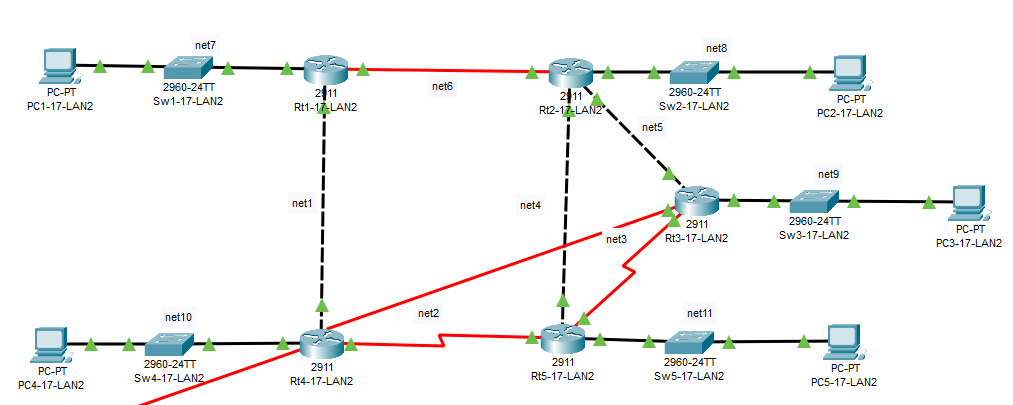 net7
net8
PC-PT
PC1-17-LAN2
2960-24TT
Sw1-17-LAN2
2911
Rt1-17-LAN2
net6
2911
Rt2-17-LAN2
2960-24TT
Sw2-17-LAN2
PC-PT
PC2-17-LAN2
net5
net9
net1
net4
2911
Rt3-17-LAN2
2960-24TT
Sw3-17-LAN2
PC-PT
PC3-17-LAN2
net3
net10
net2
net11
PC-PT
PC4-17-LAN2
2960-24TT
Sw4-17-LAN2
2911
Rt4-17-LAN2
2911
Rt5-17-LAN2
2960-24TT
Sw5-17-LAN2
PC-PT
PC5-17-LAN2